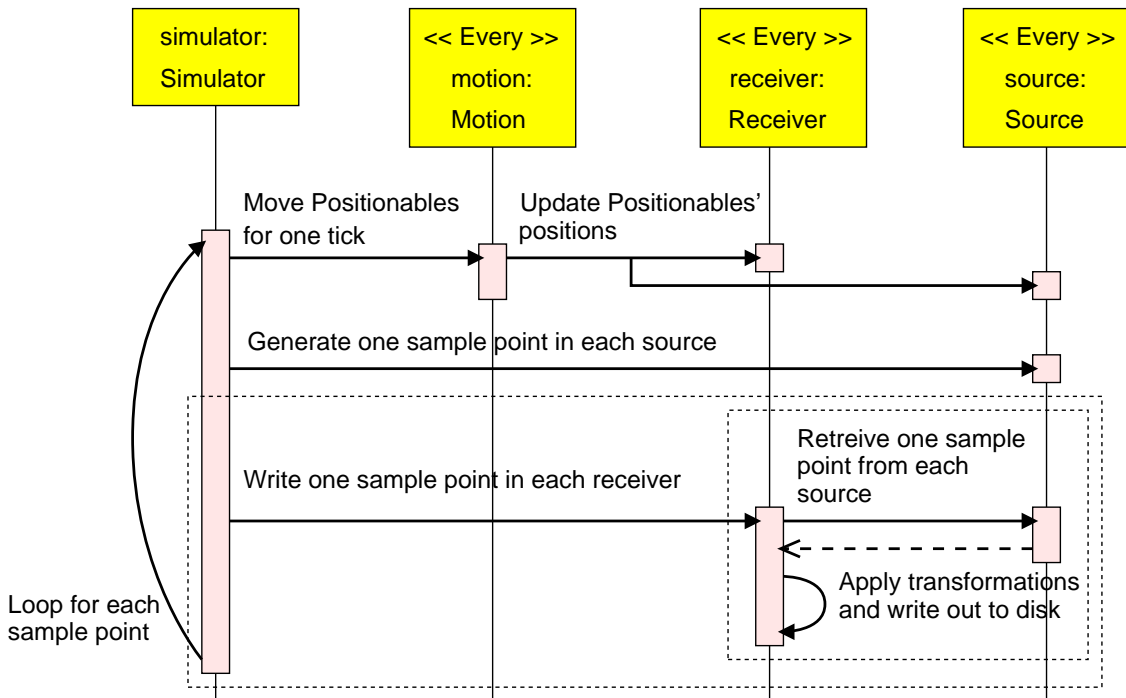 simulator:
Simulator
<< Every >>
motion:
Motion
<< Every >>
receiver:
Receiver
<< Every >>
source:
Source
Move Positionables
for one tick
Update Positionables’
positions
Generate one sample point in each source
Retreive one sample
point from each
source
Write one sample point in each receiver
Apply transformations
and write out to disk
Loop for each
sample point